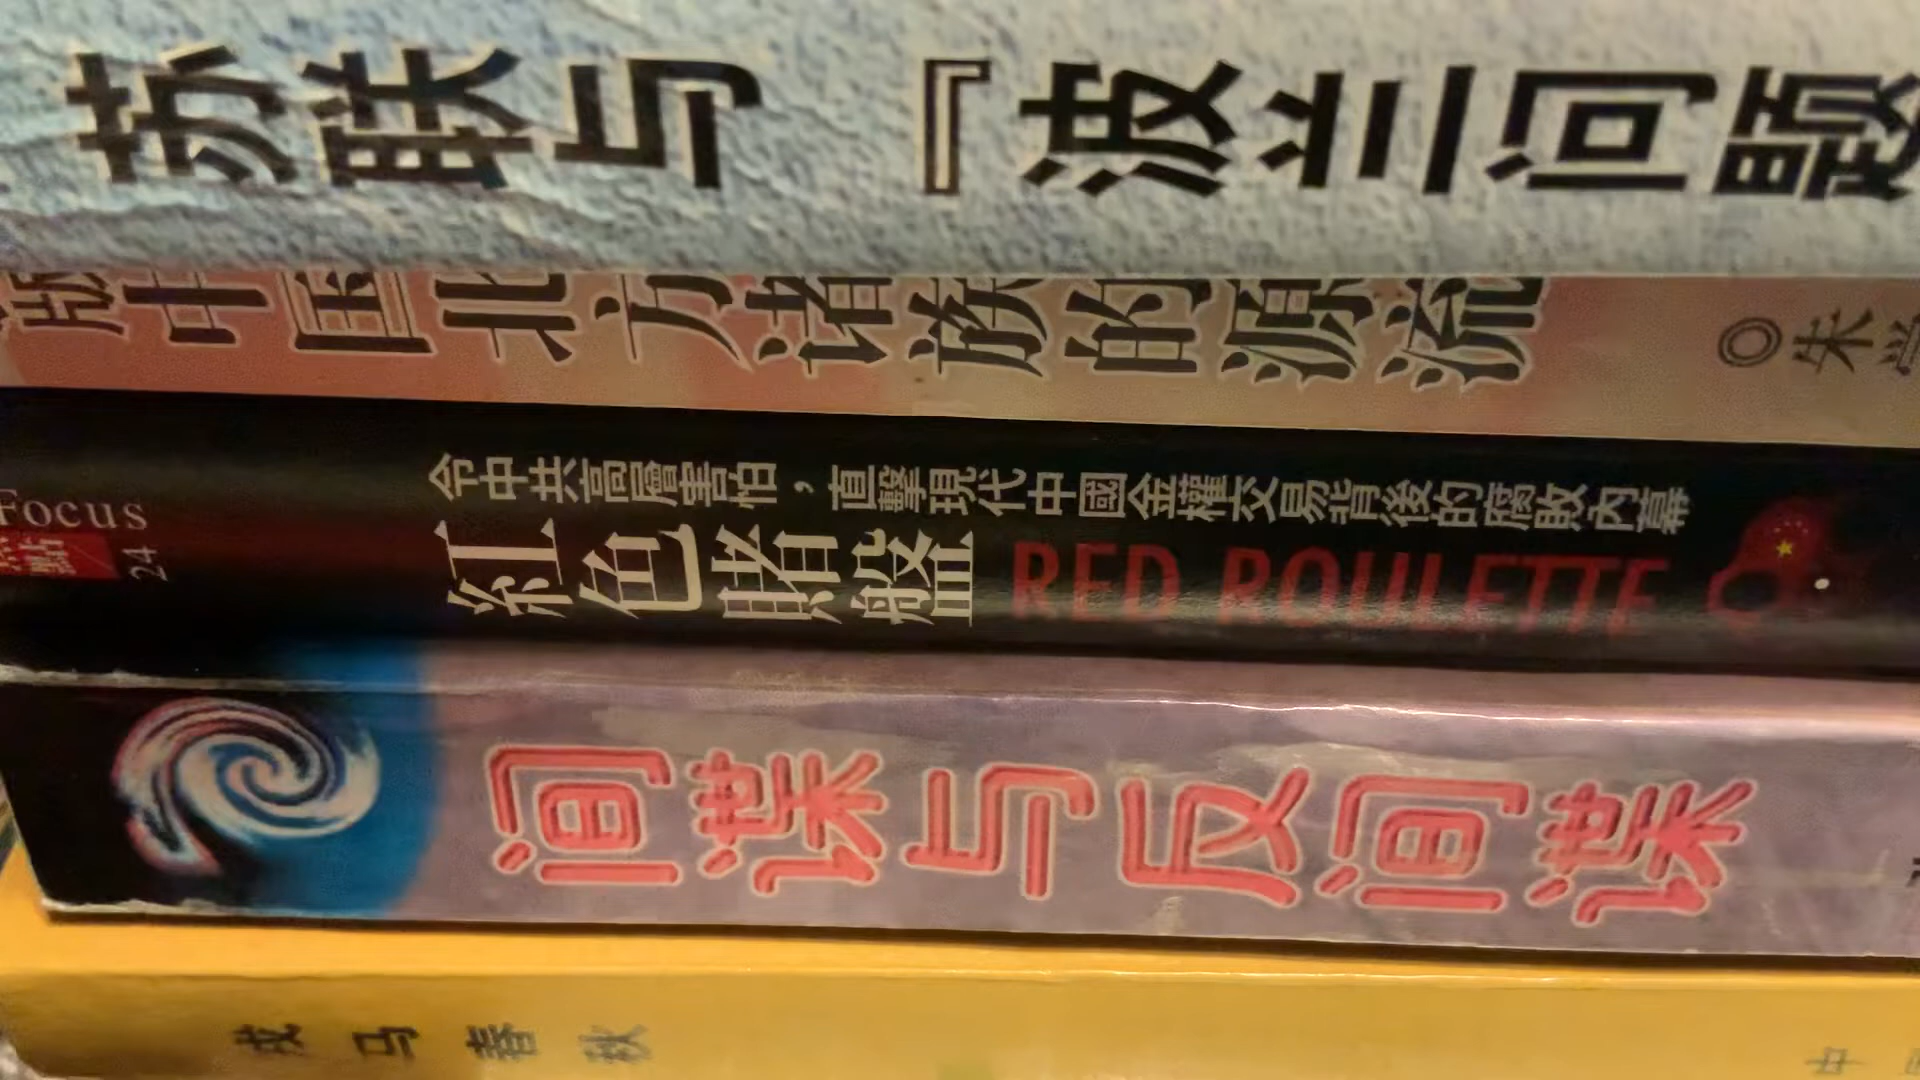 苏联与『波兰问题
版中国北方诸族的源流 ◎朱学
Focus
焦點
24
令中共高層害怕，直擊現代中國金權交易背後的腐敗內幕
紅色賭盤 RED ROULETTE
间谍与反间谍
戎马春秋
中